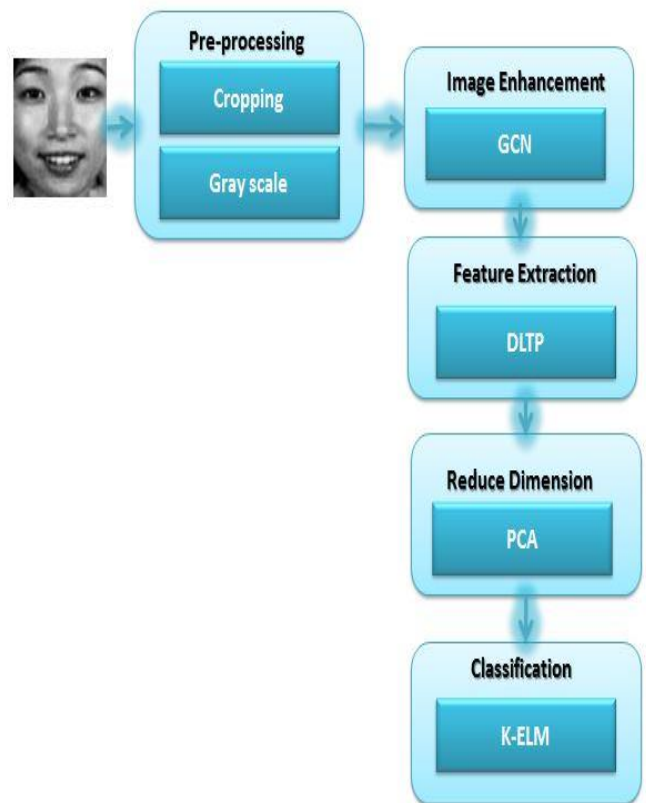 Pre-processing
Cropping
Gray scale
Image Enhancement
GCN
Feature Extraction
DLTP
Reduce Dimension
PCA
Classification
K-ELM